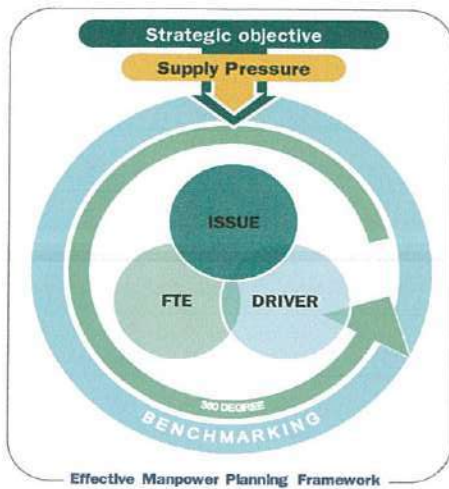 Strategic objective
Supply Pressure
ISSUE
FTE
DRIVER
360 DEGREE
BENCHMARKING
Effective Manpower Planning Framework